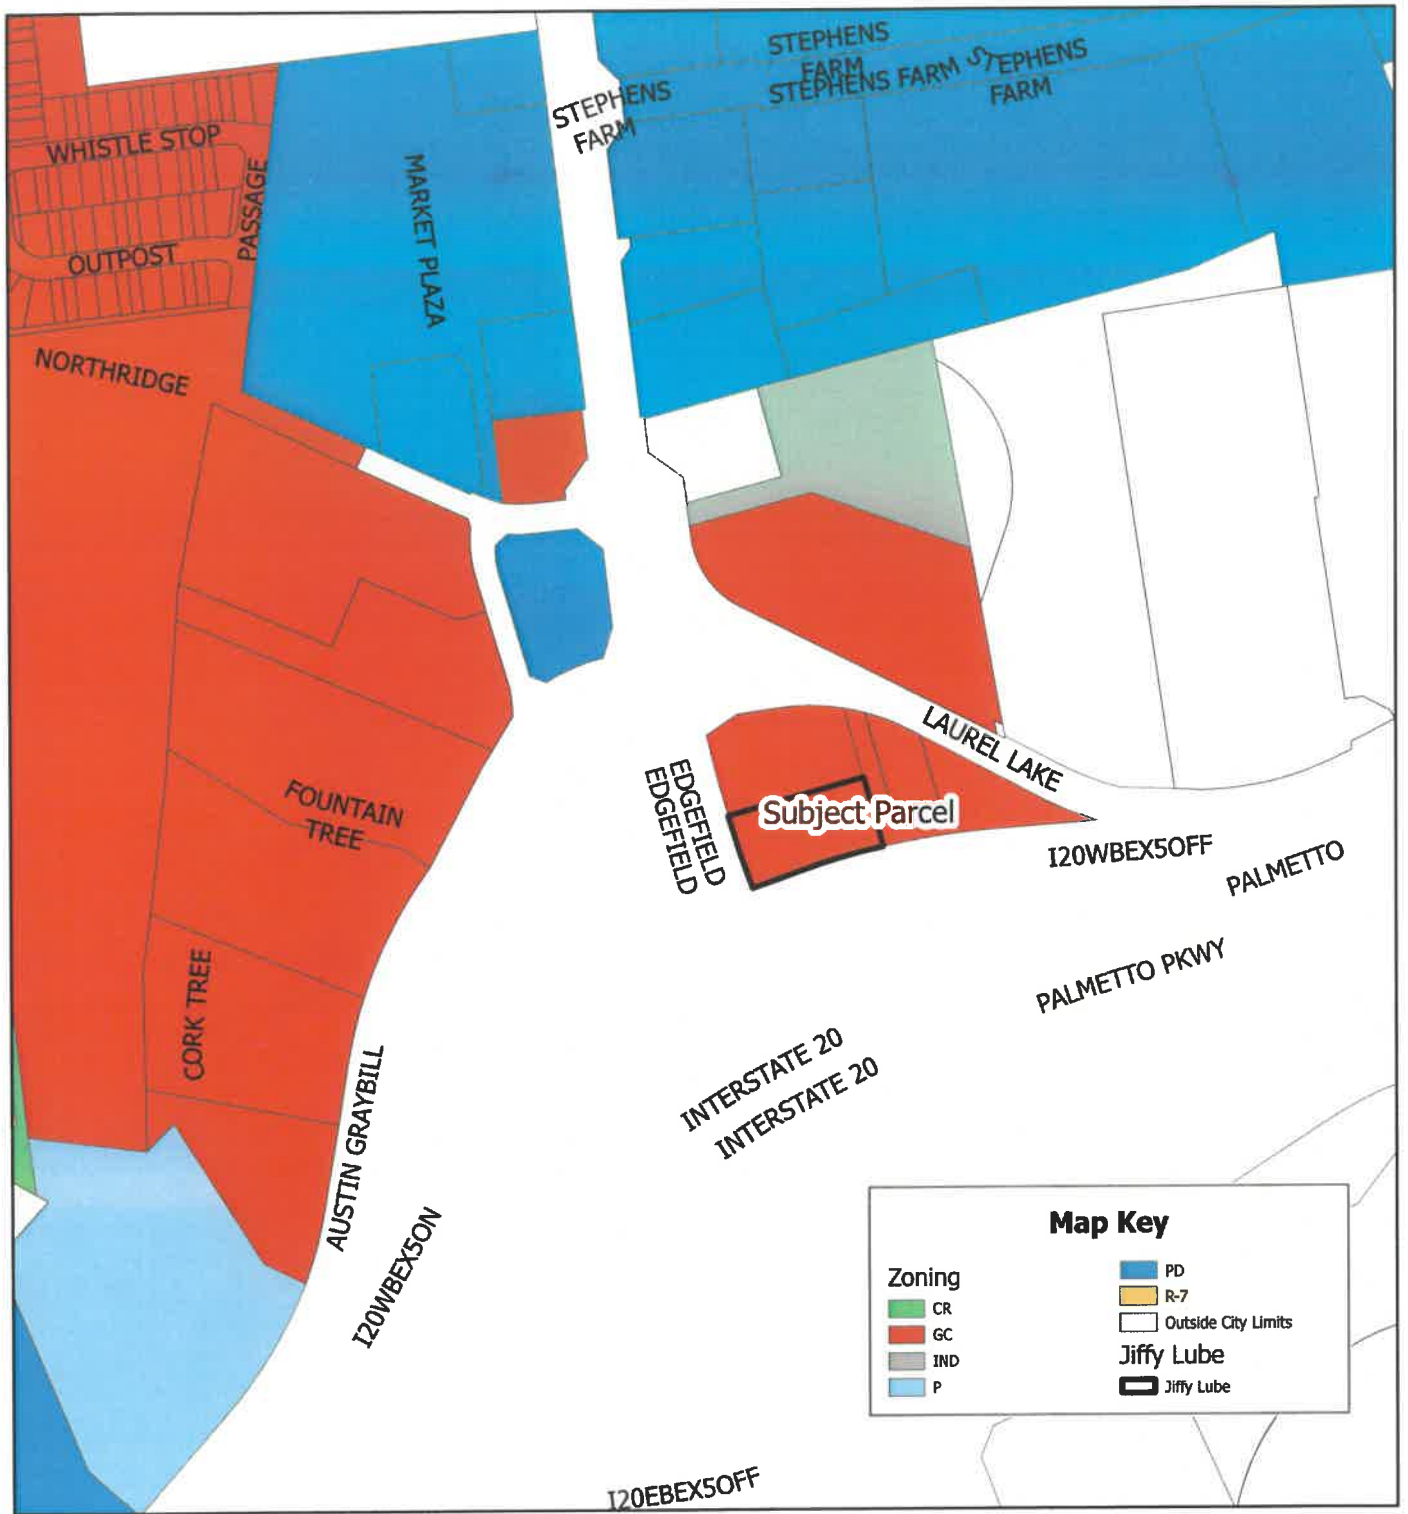 STEPHENS
FARM
STEPHENS FARM
STEPHENS
FARM
STEPHENS
FARM
WHISTLE STOP
PASSAGE
MARKET PLAZA
OUTPOST
NORTHRIDGE
LAUREL LAKE
EDGEFIELD
EDGEFIELD
Subject Parcel
FOUNTAIN
TREE
I20WBEX5OFF
PALMETTO
PALMETTO PKWY
CORK TREE
INTERSTATE 20
INTERSTATE 20
AUSTIN GRAYBILL
I20WBEX5ON
I20EBEX5OFF
Map Key
Zoning
CR
GC
IND
P
PD
R-7
Outside City Limits
Jiffy Lube
Jiffy Lube